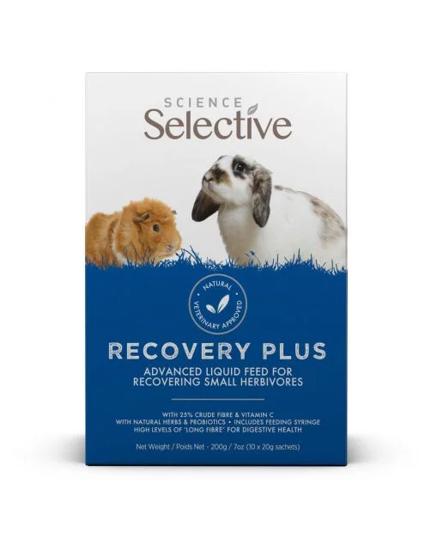 SCIENCE
Selective
NATURAL
VETERINARY APPROVED
RECOVERY PLUS
ADVANCED LIQUID FEED FOR
RECOVERING SMALL HERBIVORES
WITH 25% CRUDE FIBRE & VITAMIN C
WITH NATURAL HERBS & PROBIOTICS • INCLUDES FEEDING SYRINGE
HIGH LEVELS OF 'LONG FIBRE' FOR DIGESTIVE HEALTH
Net Weight / Poids Net - 200g / 7oz (10 x 20g sachets)